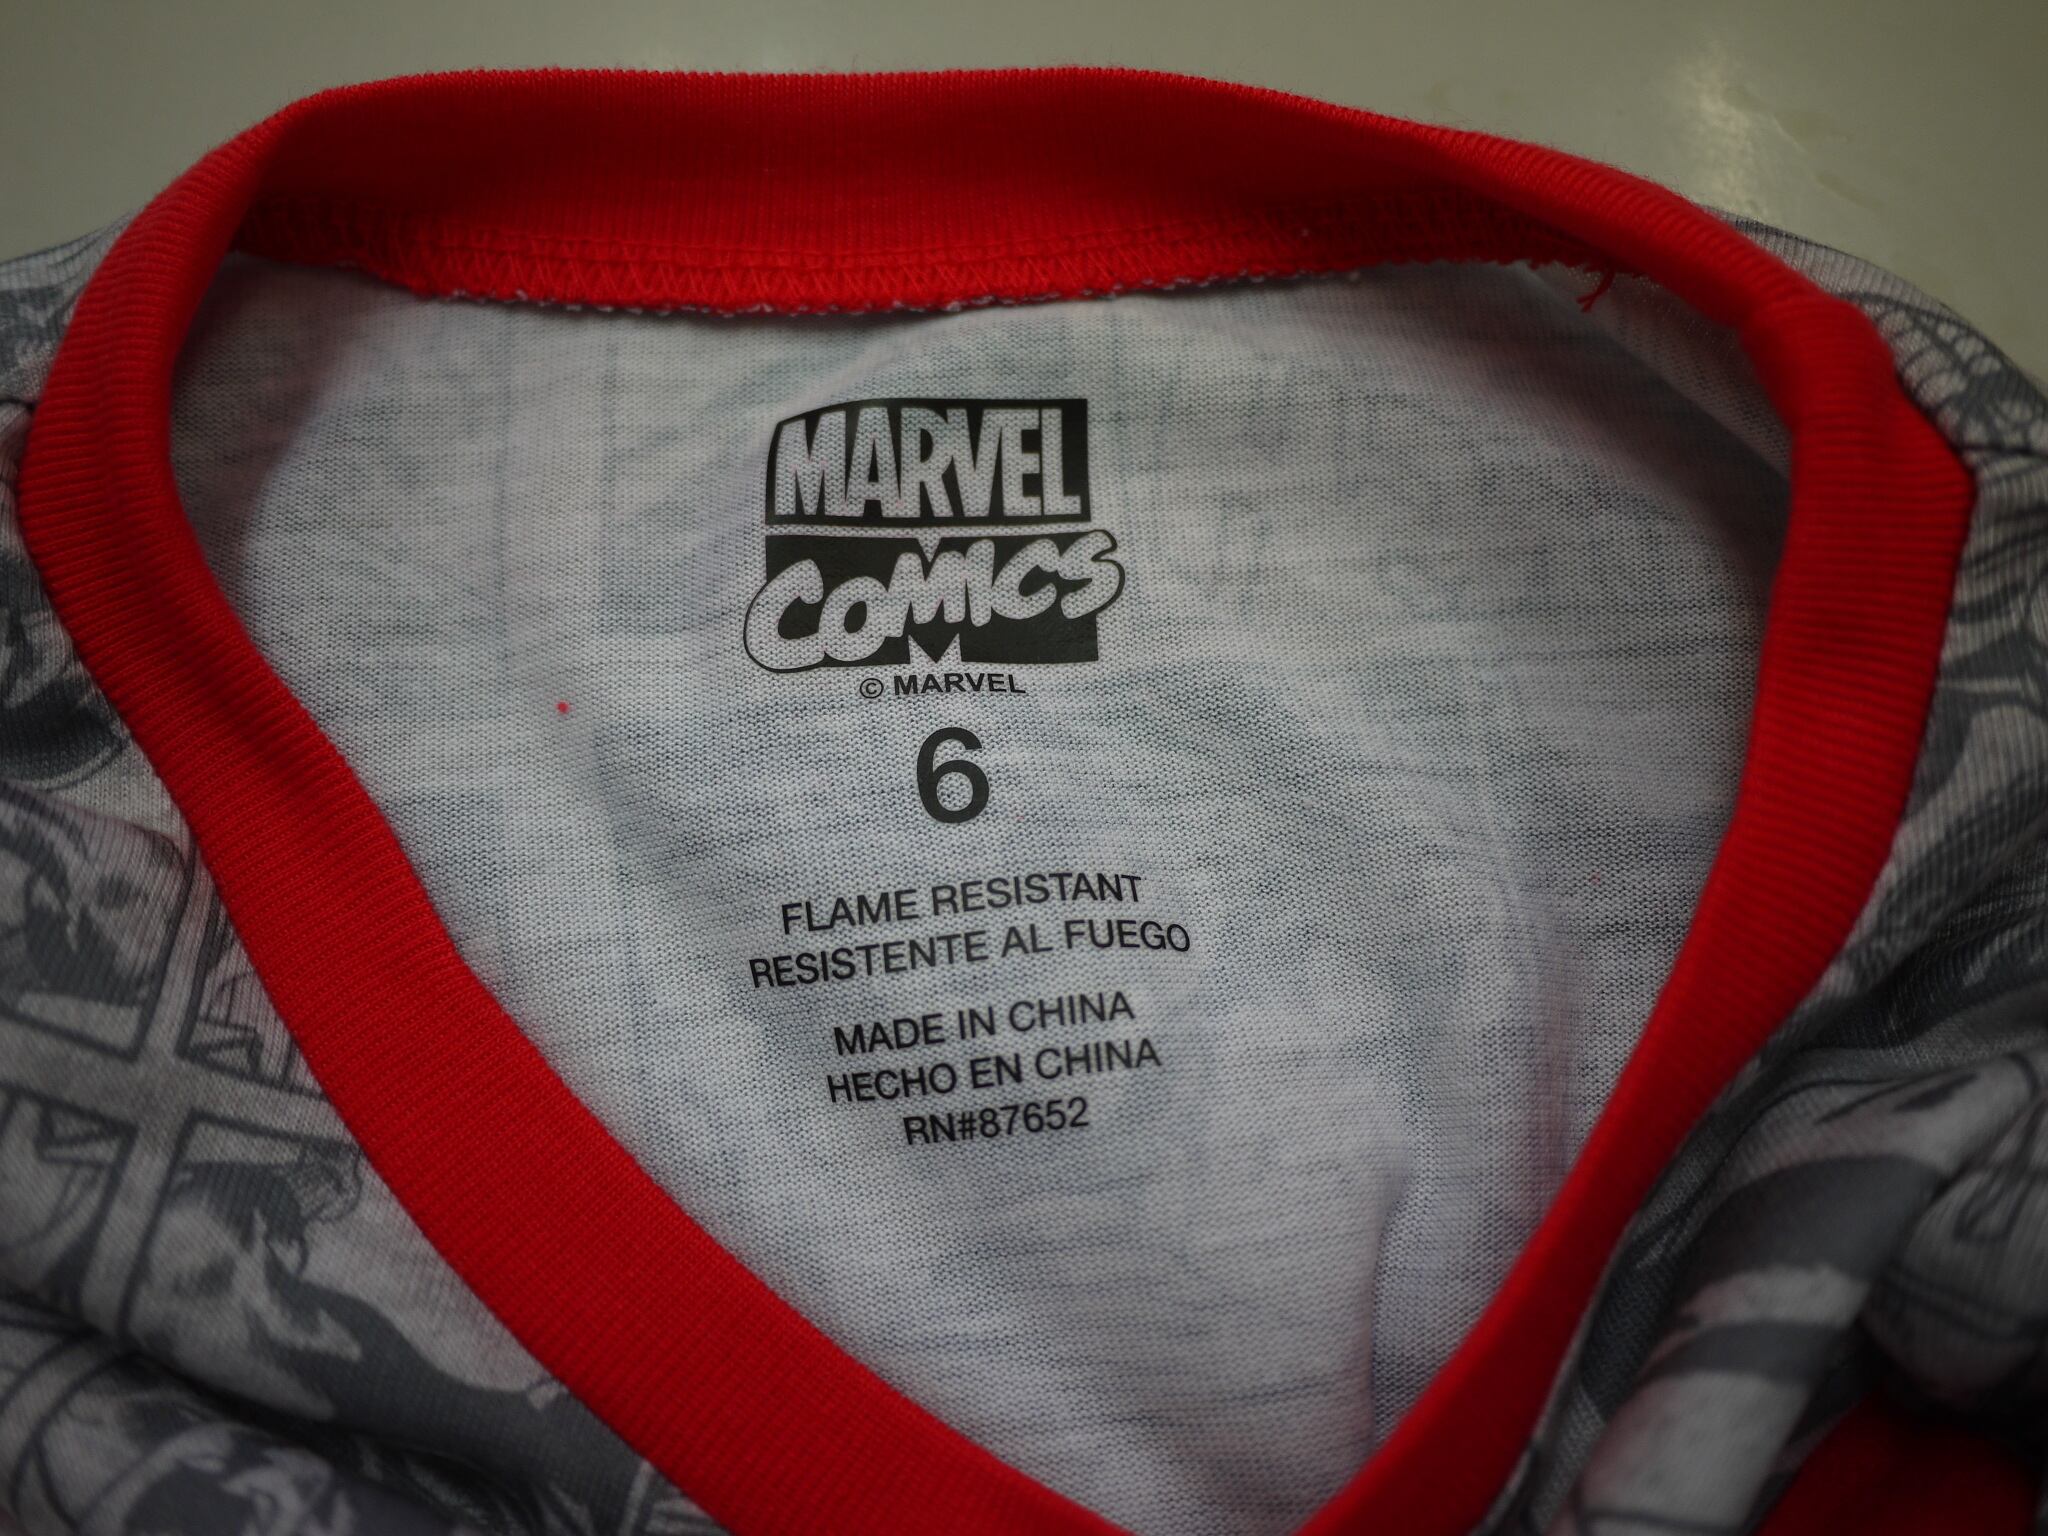 MARVEL
COMICS
© MARVEL
6
FLAME RESISTANT
RESISTENTE AL FUEGO
MADE IN CHINA
HECHO EN CHINA
RN#87652